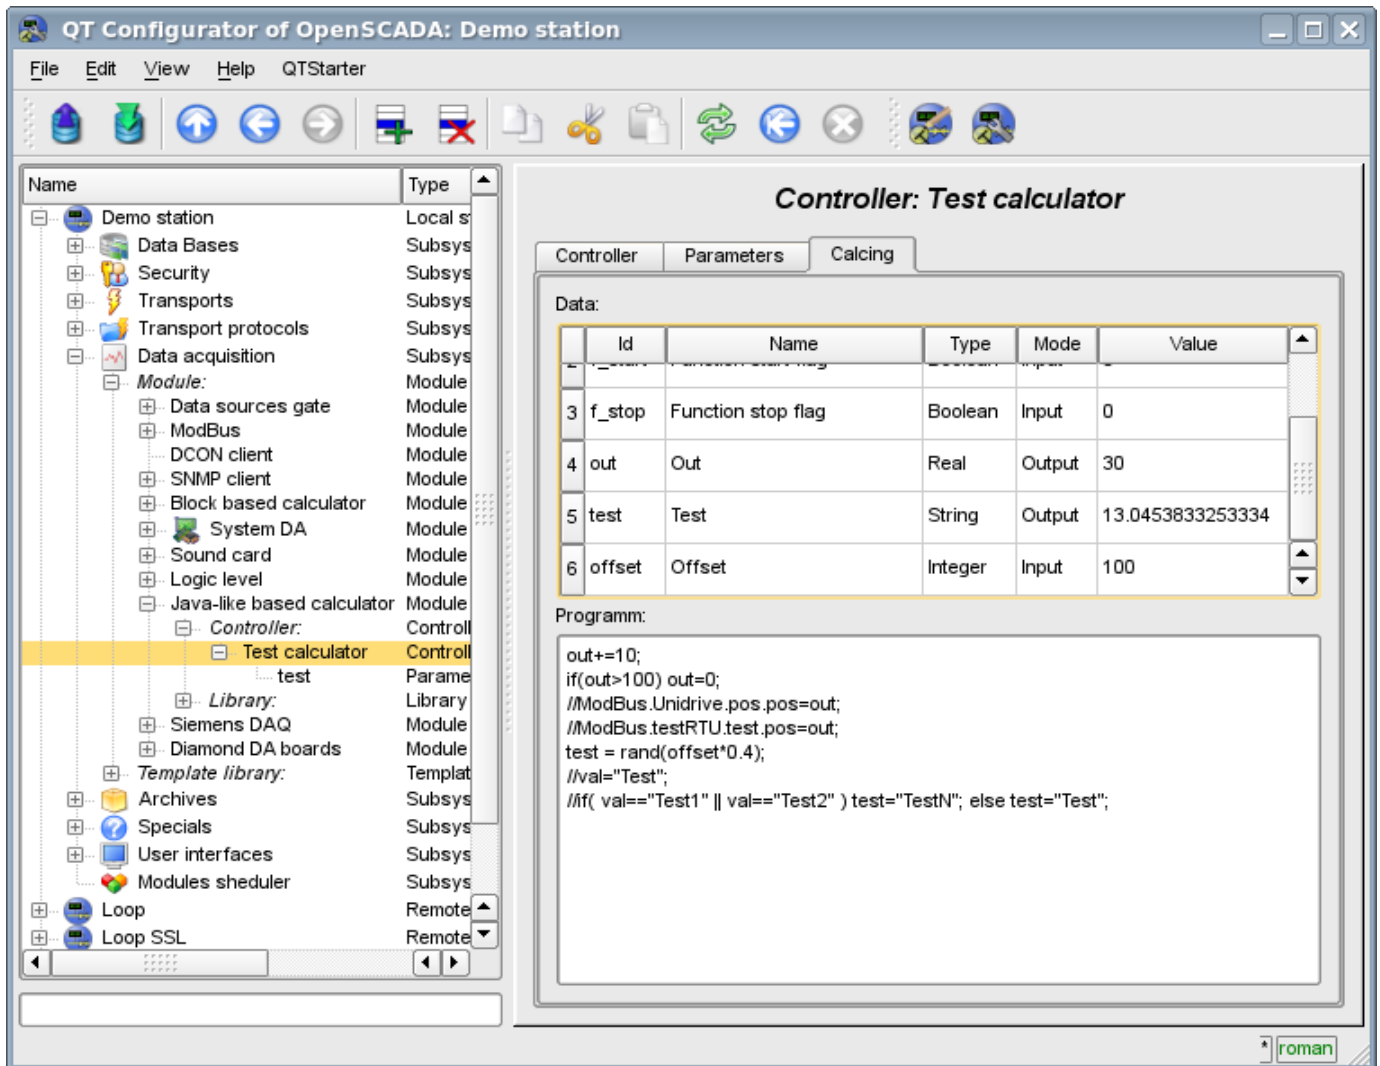 QT Configurator of OpenSCADA: Demo station
File Edit View Help QTStarter
Name Type
Demo station Local s
Data Bases Subsys
Security Subsys
Transports Subsys
Transport protocols Subsys
Data acquisition Subsys
Module: Module
Data sources gate Module
ModBus Module
DCON client Module
SNMP client Module
Block based calculator Module
System DA Module
Sound card Module
Logic level Module
Java-like based calculator Module
Controller: Controll
Test calculator Controll
test Parame
Library: Library
Siemens DAQ Module
Diamond DA boards Module
Template library: Templat
Archives Subsys
Specials Subsys
User interfaces Subsys
Modules sheduler Subsys
Loop Remote
Loop SSL Remote
Controller: Test calculator
Controller Parameters Calcing
Data:
Id Name Type Mode Value
3 f_stop Function stop flag Boolean Input 0
4 out Out Real Output 30
5 test Test String Output 13.0453833253334
6 offset Offset Integer Input 100
Programm:
out+=10;
if(out>100) out=0;
//ModBus.Unidrive.pos.pos=out;
//ModBus.testRTU.test.pos=out;
test = rand(offset*0.4);
//val="Test";
//if( val=="Test1" || val=="Test2" ) test="TestN"; else test="Test";
* roman